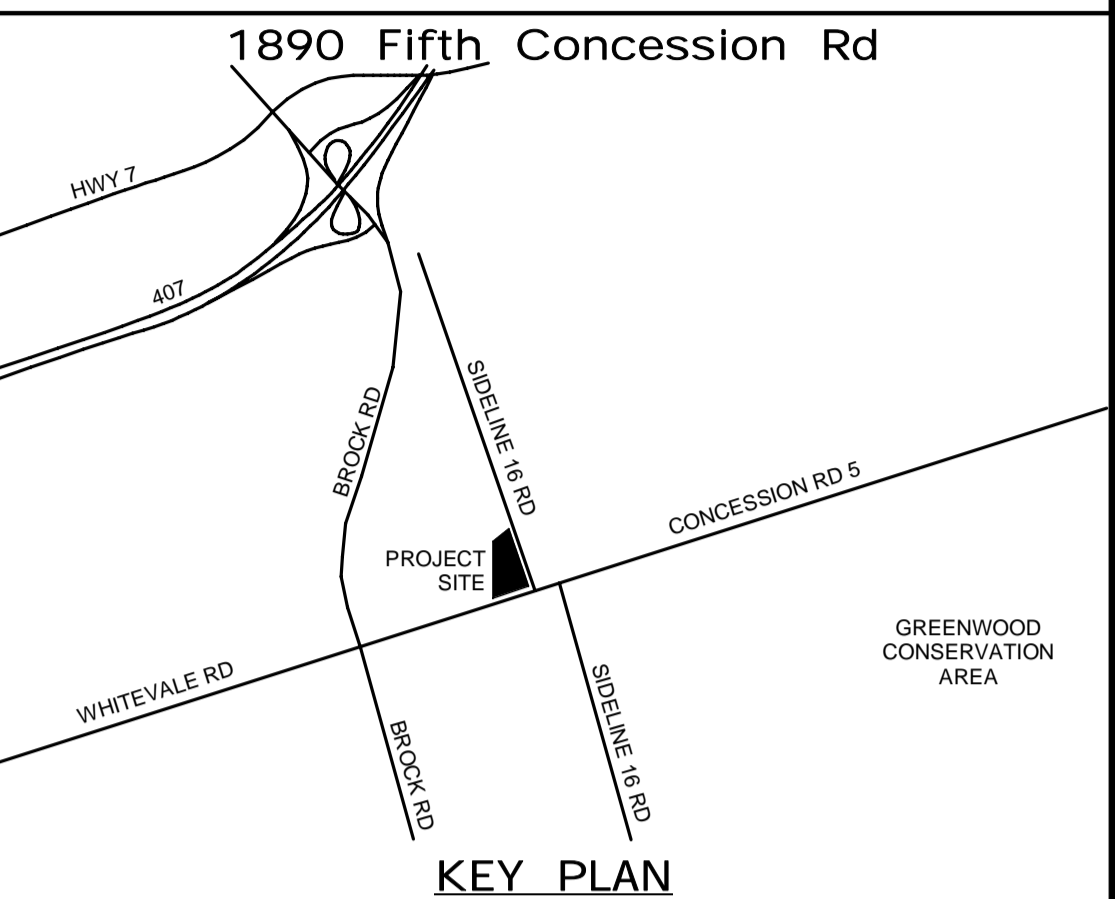 1890 Fifth Concession Rd
HWY 7
407
BROCK RD
SIDELINE 16 RD
CONCESSION RD 5
PROJECT
SITE
GREENWOOD
CONSERVATION
AREA
WHITEVALE RD
BROCK RD
SIDELINE 16 RD
KEY PLAN